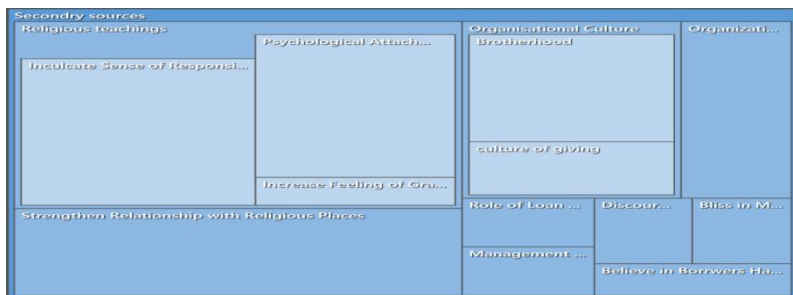 Secondry sources
Religious teachings
Inculcate Sense of Responsi...
Psychological Attach...
Increase Feeling of Gra...
Strengthen Relationship with Religious Places
Organisational Culture
Brotherhood
culture of giving
Organizati...
Role of Loan ...
Discour...
Bliss in M...
Management ...
Believe in Borrwers Ha...